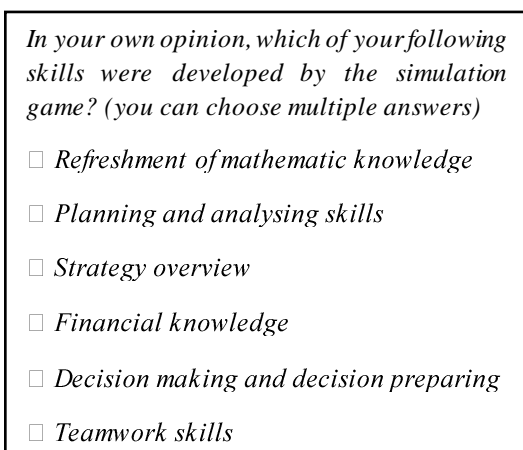 In your own opinion, which of your following
skills were developed by the simulation
game? (you can choose multiple answers)
□ Refreshment of mathematic knowledge
□ Planning and analysing skills
□ Strategy overview
□ Financial knowledge
□ Decision making and decision preparing
□ Teamwork skills